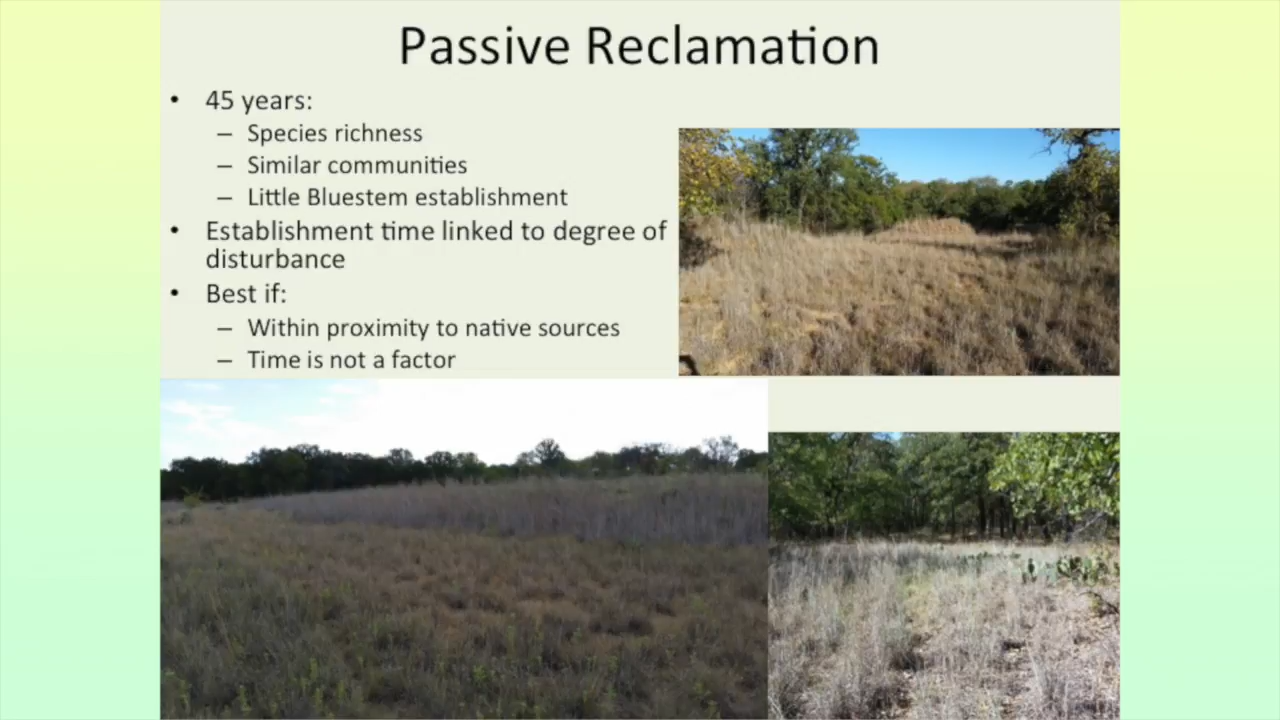 Passive Reclamation
• 45 years:
– Species richness
– Similar communities
– Little Bluestem establishment
• Establishment time linked to degree of
disturbance
• Best if:
– Within proximity to native sources
– Time is not a factor